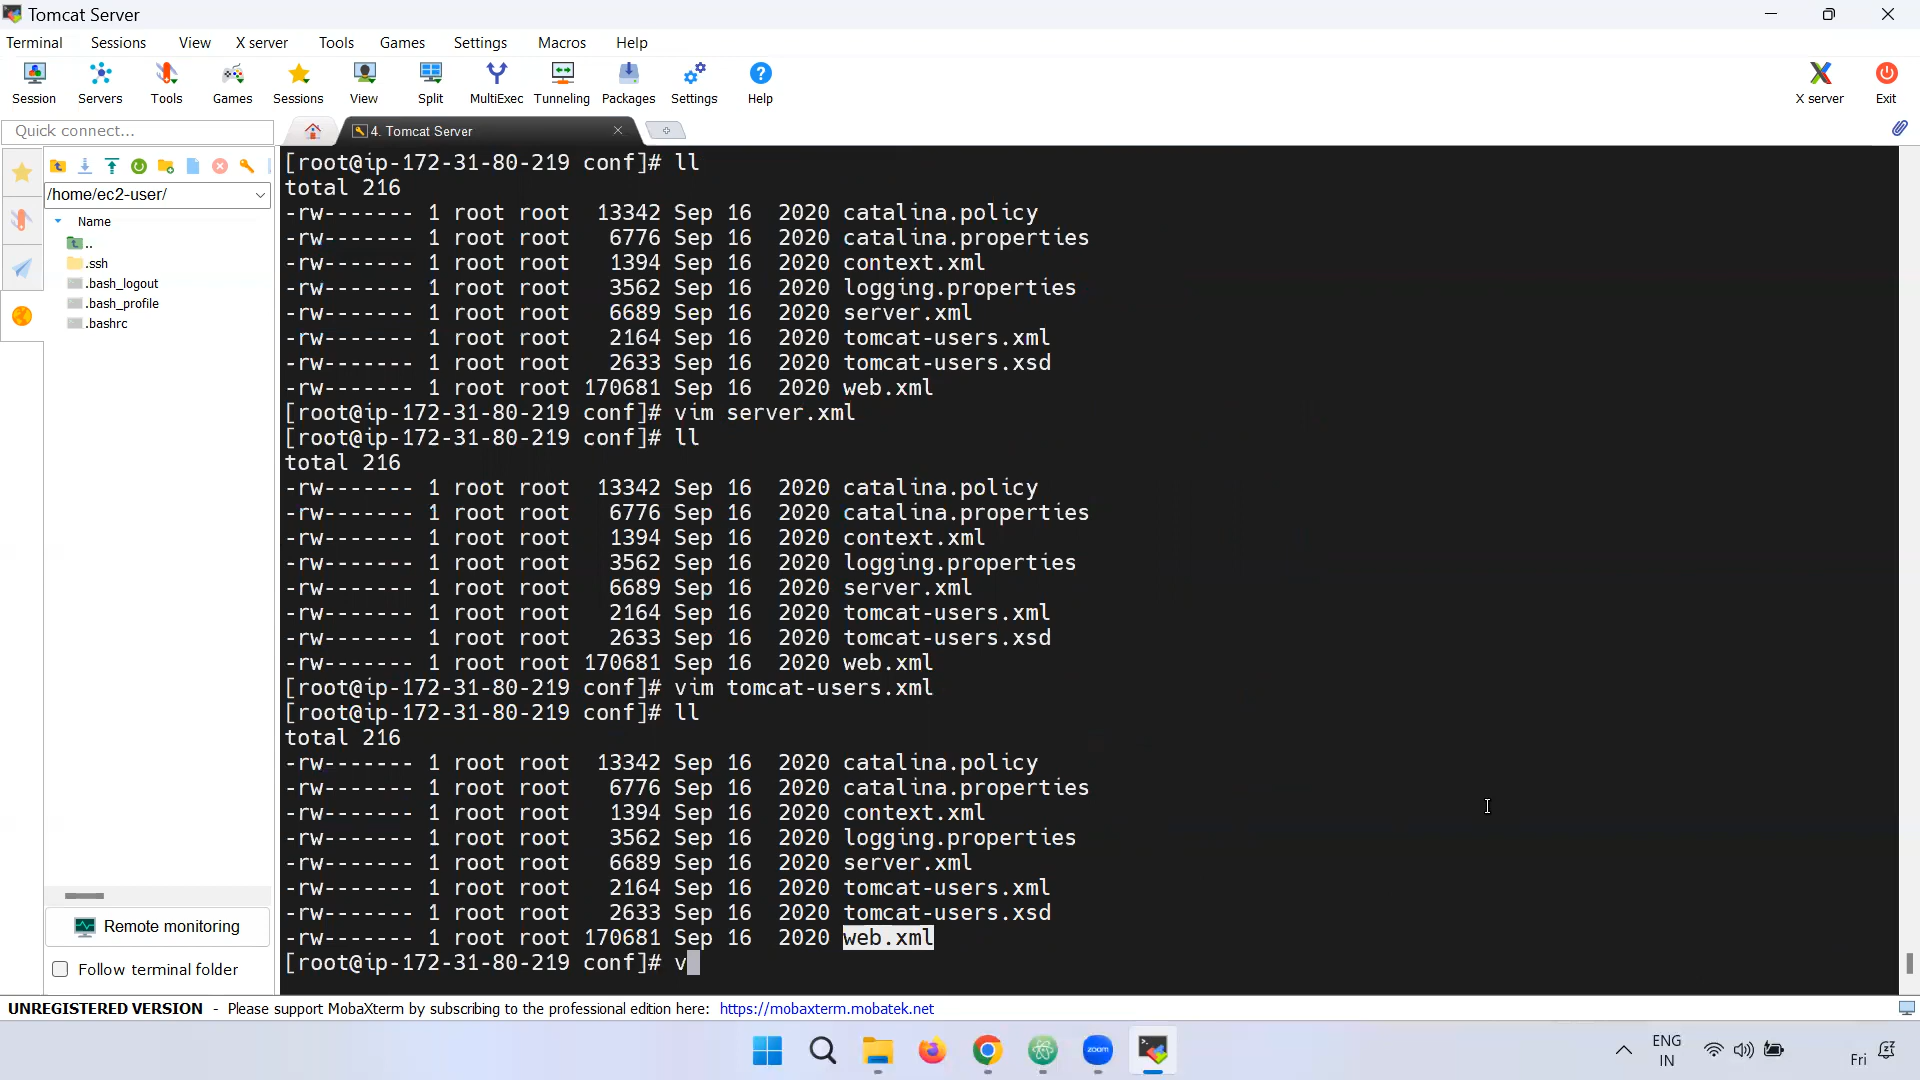 Tomcat Server
Terminal Sessions View X server Tools Games Settings Macros Help
Session Servers Tools Games Sessions View Split MultiExec Tunneling Packages Settings Help X server Exit
Quick connect...
4. Tomcat Server
/home/ec2-user/
Name
..
.ssh
.bash_logout
.bash_profile
.bashrc
Remote monitoring
Follow terminal folder
[root@ip-172-31-80-219 conf]# ll
total 216
-rw------- 1 root root  13342 Sep 16  2020 catalina.policy
-rw------- 1 root root   6776 Sep 16  2020 catalina.properties
-rw------- 1 root root   1394 Sep 16  2020 context.xml
-rw------- 1 root root   3562 Sep 16  2020 logging.properties
-rw------- 1 root root   6689 Sep 16  2020 server.xml
-rw------- 1 root root   2164 Sep 16  2020 tomcat-users.xml
-rw------- 1 root root   2633 Sep 16  2020 tomcat-users.xsd
-rw------- 1 root root 170681 Sep 16  2020 web.xml
[root@ip-172-31-80-219 conf]# vim server.xml
[root@ip-172-31-80-219 conf]# ll
total 216
-rw------- 1 root root  13342 Sep 16  2020 catalina.policy
-rw------- 1 root root   6776 Sep 16  2020 catalina.properties
-rw------- 1 root root   1394 Sep 16  2020 context.xml
-rw------- 1 root root   3562 Sep 16  2020 logging.properties
-rw------- 1 root root   6689 Sep 16  2020 server.xml
-rw------- 1 root root   2164 Sep 16  2020 tomcat-users.xml
-rw------- 1 root root   2633 Sep 16  2020 tomcat-users.xsd
-rw------- 1 root root 170681 Sep 16  2020 web.xml
[root@ip-172-31-80-219 conf]# vim tomcat-users.xml
[root@ip-172-31-80-219 conf]# ll
total 216
-rw------- 1 root root  13342 Sep 16  2020 catalina.policy
-rw------- 1 root root   6776 Sep 16  2020 catalina.properties
-rw------- 1 root root   1394 Sep 16  2020 context.xml
-rw------- 1 root root   3562 Sep 16  2020 logging.properties
-rw------- 1 root root   6689 Sep 16  2020 server.xml
-rw------- 1 root root   2164 Sep 16  2020 tomcat-users.xml
-rw------- 1 root root   2633 Sep 16  2020 tomcat-users.xsd
-rw------- 1 root root 170681 Sep 16  2020 web.xml
[root@ip-172-31-80-219 conf]# v
UNREGISTERED VERSION - Please support MobaXterm by subscribing to the professional edition here: https://mobaxterm.mobatek.net
zoom
ENG
IN
Fri